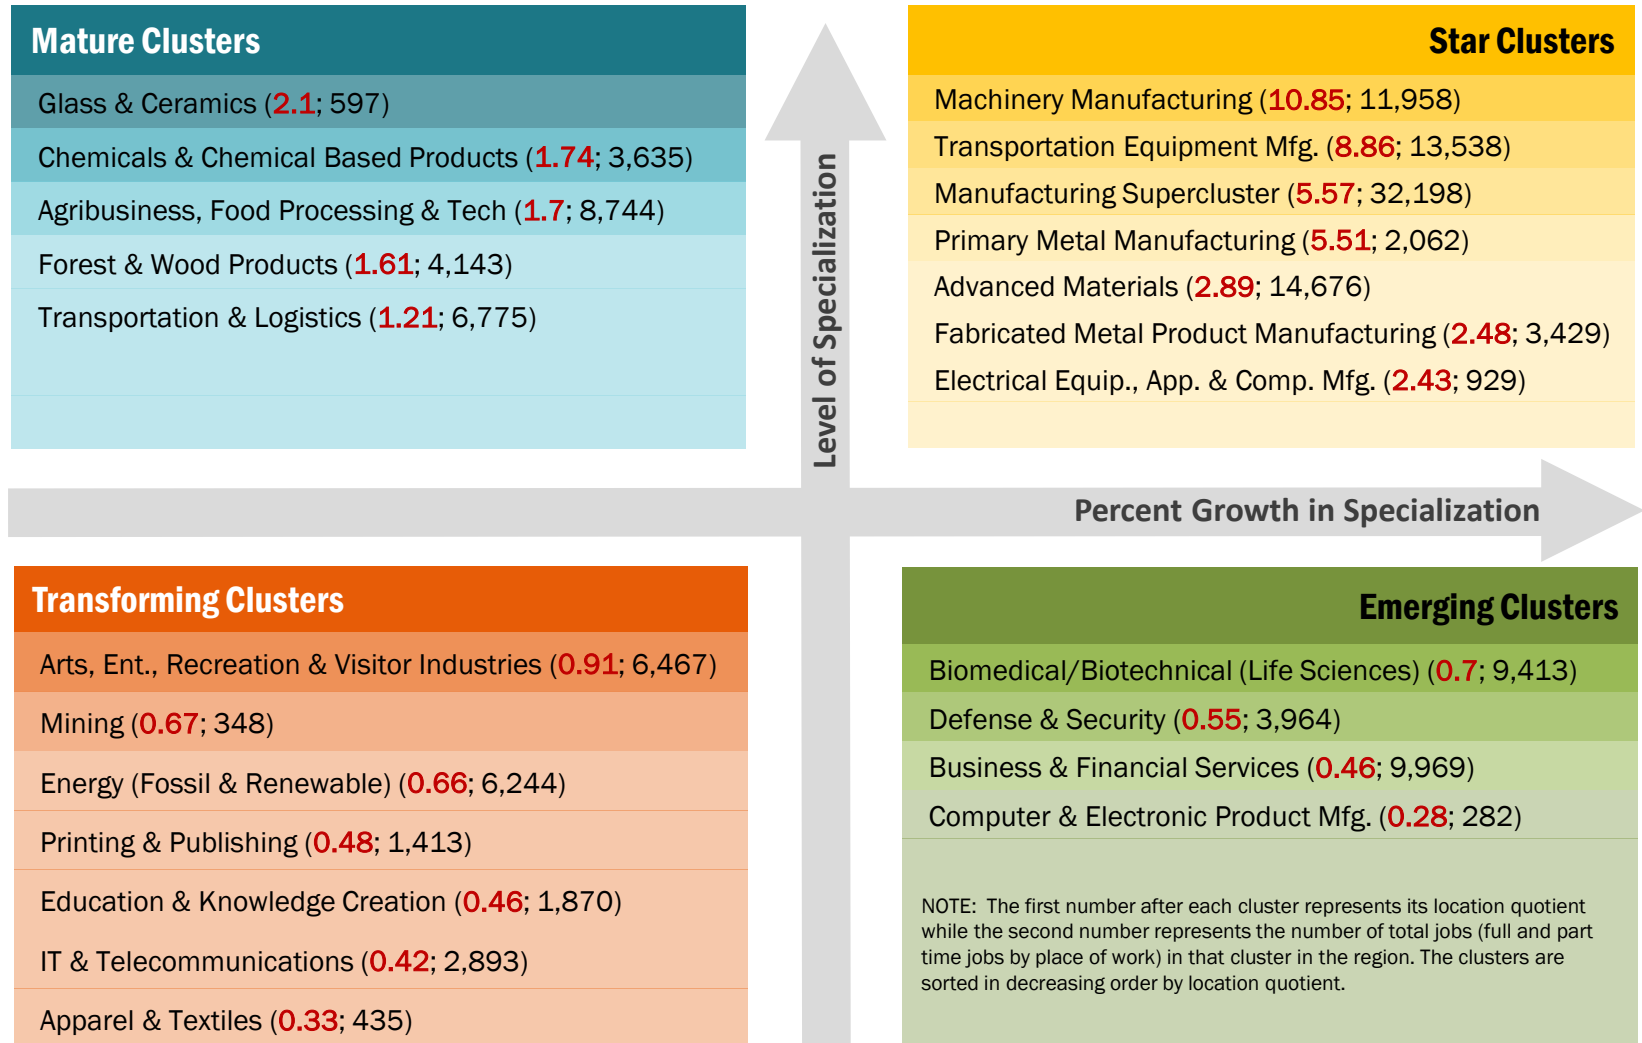 Mature Clusters
Glass & Ceramics (2.1; 597)
Chemicals & Chemical Based Products (1.74; 3,635)
Agribusiness, Food Processing & Tech (1.7; 8,744)
Forest & Wood Products (1.61; 4,143)
Transportation & Logistics (1.21; 6,775)
Level of Specialization
Star Clusters
Machinery Manufacturing (10.85; 11,958)
Transportation Equipment Mfg. (8.86; 13,538)
Manufacturing Supercluster (5.57; 32,198)
Primary Metal Manufacturing (5.51; 2,062)
Advanced Materials (2.89; 14,676)
Fabricated Metal Product Manufacturing (2.48; 3,429)
Electrical Equip., App. & Comp. Mfg. (2.43; 929)
Percent Growth in Specialization
Transforming Clusters
Arts, Ent., Recreation & Visitor Industries (0.91; 6,467)
Mining (0.67; 348)
Energy (Fossil & Renewable) (0.66; 6,244)
Printing & Publishing (0.48; 1,413)
Education & Knowledge Creation (0.46; 1,870)
IT & Telecommunications (0.42; 2,893)
Apparel & Textiles (0.33; 435)
Emerging Clusters
Biomedical/Biotechnical (Life Sciences) (0.7; 9,413)
Defense & Security (0.55; 3,964)
Business & Financial Services (0.46; 9,969)
Computer & Electronic Product Mfg. (0.28; 282)
NOTE: The first number after each cluster represents its location quotient
while the second number represents the number of total jobs (full and part
time jobs by place of work) in that cluster in the region. The clusters are
sorted in decreasing order by location quotient.